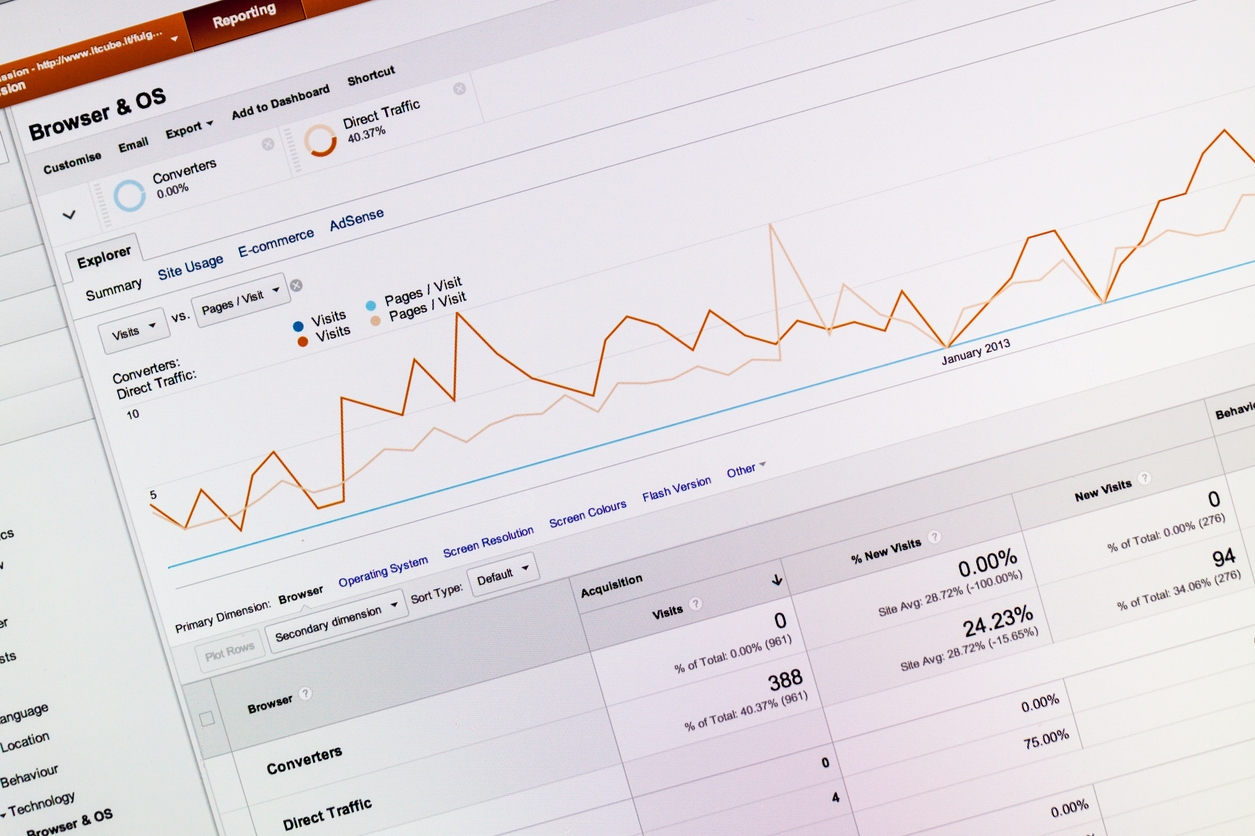 Reporting
ssion - http://www.itcube.lt/fulg...
sion
Browser & OS
Customise Email Export Add to Dashboard Shortcut
Converters
0.00%
Direct Traffic
40.37%
Explorer
Summary Site Usage E-commerce AdSense
Visits vs. Pages / Visit
Visits Pages / Visit
Visits Pages / Visit
Converters:
Direct Traffic:
10
5
January 2013
Primary Dimension: Browser Operating System Screen Resolution Screen Colours Flash Version Other
Plot Rows Secondary dimension Sort Type: Default
Acquisition
Behavio
Browser ? Visits ? % New Visits ? New Visits ?
Converters
0
% of Total: 0.00% (961)
0.00%
Site Avg: 28.72% (-100.00%)
0
% of Total: 0.00% (276)
Direct Traffic
388
% of Total: 40.37% (961)
24.23%
Site Avg: 28.72% (-15.65%)
94
% of Total: 34.06% (276)
0
0.00%
4
75.00%
0.00%
cs
er
sts
anguage
Location
Behaviour
Technology
Browser & OS